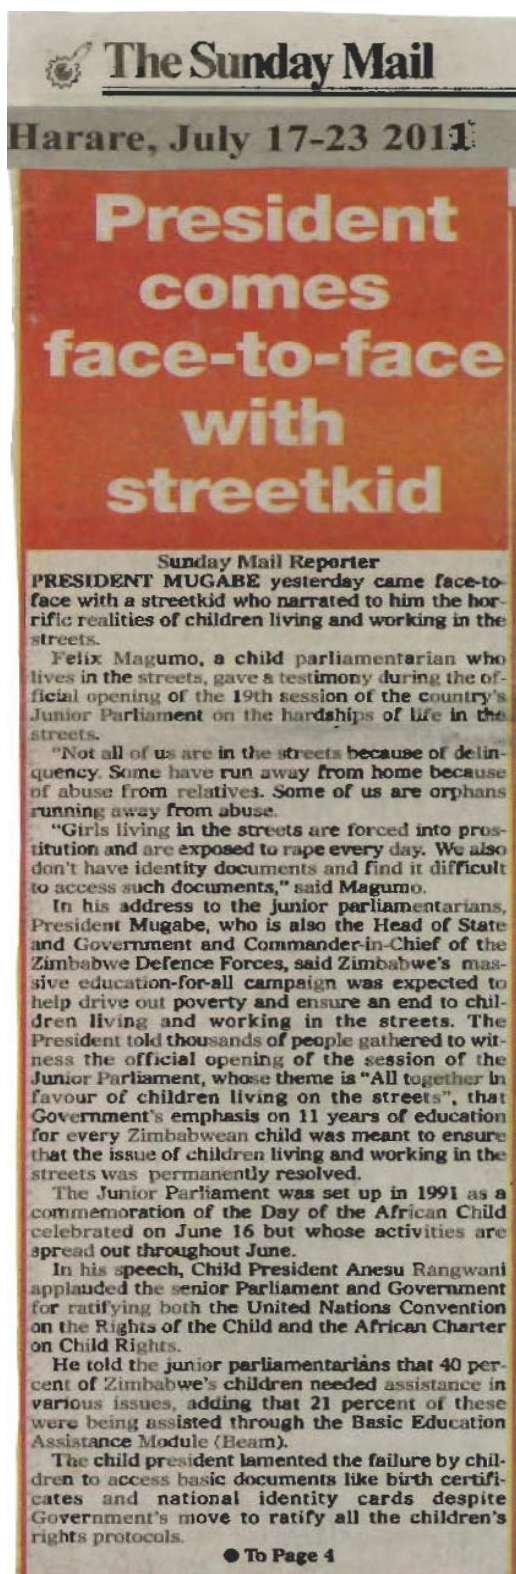 The Sunday Mail
Harare, July 17-23 2011
President
comes
face-to-face
with
streetkid
Sunday Mail Reporter
PRESIDENT MUGABE yesterday came face-to-
face with a streetkid who narrated to him the hor-
rific realities of children living and working in the
streets.
Felix Magumo, a child parliamentarian who
lives in the streets, gave a testimony during the of-
ficial opening of the 19th session of the country's
Junior Parliament on the hardships of life in the
streets.
"Not all of us are in the streets because of delin-
quency. Some have run away from home because
of abuse from relatives. Some of us are orphans
running away from abuse.
"Girls living in the streets are forced into pros-
titution and are exposed to rape every day. We also
don't have identity documents and find it difficult
to access such documents," said Magumo.
In his address to the junior parliamentarians,
President Mugabe, who is also the Head of State
and Government and Commander-in-Chief of the
Zimbabwe Defence Forces, said Zimbabwe's mas-
sive education-for-all campaign was expected to
help drive out poverty and ensure an end to chil-
dren living and working in the streets. The
President told thousands of people gathered to wit-
ness the official opening of the session of the
Junior Parliament, whose theme is "All together in
favour of children living on the streets", that
Government's emphasis on 11 years of education
for every Zimbabwean child was meant to ensure
that the issue of children living and working in the
streets was permanently resolved.
The Junior Parliament was set up in 1991 as a
commemoration of the Day of the African Child
celebrated on June 16 but whose activities are
spread out throughout June.
In his speech, Child President Anesu Rangwani
applauded the senior Parliament and Government
for ratifying both the United Nations Convention
on the Rights of the Child and the African Charter
on Child Rights.
He told the junior parliamentarians that 40 per-
cent of Zimbabwe's children needed assistance in
various issues, adding that 21 percent of these
were being assisted through the Basic Education
Assistance Module (Beam).
The child president lamented the failure by chil-
dren to access basic documents like birth certifi-
cates and national identity cards despite
Government's move to ratify all the children's
rights protocols.
● To Page 4